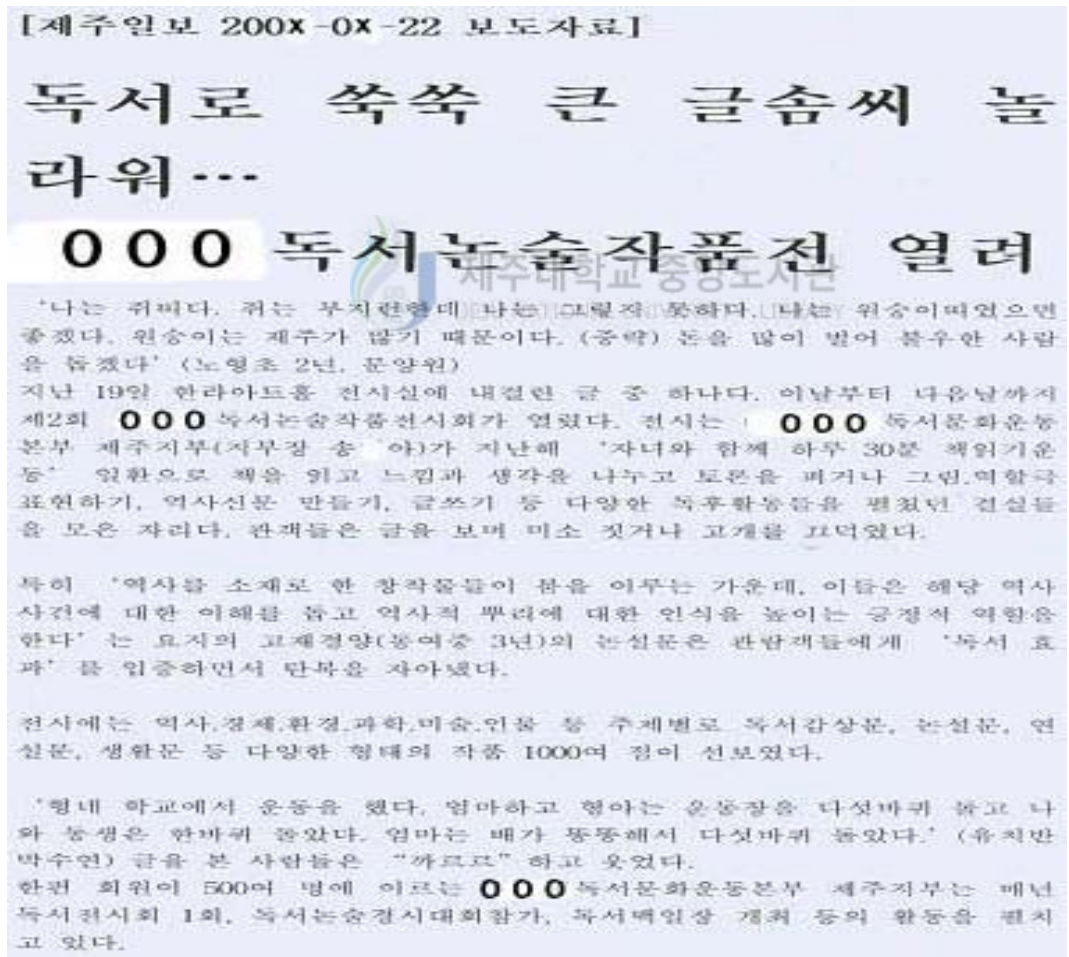 [제주일보 200x-0x-22 보도자료]
독서로 쑥쑥 큰 글솜씨 놀
라워…
000 독서논술작품전 열려
제주대학교 중앙도서관
‘나는 쥐띠다. 쥐는 부지런한데 나는 그렇지 못하다. 나는 원숭이띠였으면
좋겠다. 원숭이는 재주가 많기 때문이다. (중략) 돈을 많이 벌어 불우한 사람
을 돕겠다’ (노형초 2년, 문양원)
지난 19일 한라아트홀 전시실에 내걸린 글 중 하나다. 이날부터 다음날까지
제2회 000 독서논술작품전시회가 열렸다. 전시는 000 독서문화운동
본부 제주지부(지부장 송 아)가 지난해 ‘자녀와 함께 하루 30분 책읽기운
동’ 일환으로 책을 읽고 느낌과 생각을 나누고 토론을 펴거나 그림.역할극
표현하기, 역사신문 만들기, 글쓰기 등 다양한 독후활동들을 펼쳤던 결실들
을 모은 자리다. 관객들은 글을 보며 미소 짓거나 고개를 끄덕였다.
특히 ‘역사를 소재로 한 창작물들이 붐을 이루는 가운데, 이들은 해당 역사
사건에 대한 이해를 돕고 역사적 뿌리에 대한 인식을 높이는 긍정적 역할을
한다’ 는 요지의 고재경양(동여중 3년)의 논설문은 관람객들에게 ‘독서 효
과’ 를 입증하면서 탄복을 자아냈다.
전시에는 역사.경제.환경.과학.미술.인물 등 주제별로 독서감상문, 논설문, 연
설문, 생활문 등 다양한 형태의 작품 1000여 점이 선보였다.
‘형네 학교에서 운동을 했다. 엄마하고 형아는 운동장을 다섯바퀴 돌고 나
와 동생은 한바퀴 돌았다. 엄마는 배가 뚱뚱해서 다섯바퀴 돌았다.’ (유치반
박수연) 글을 본 사람들은 “까르르” 하고 웃었다.
한편 회원이 500여 명에 이르는 000 독서문화운동본부 제주지부는 매년
독서전시회 1회, 독서논술경시대회참가, 독서백일장 개최 등의 활동을 펼치
고 있다.